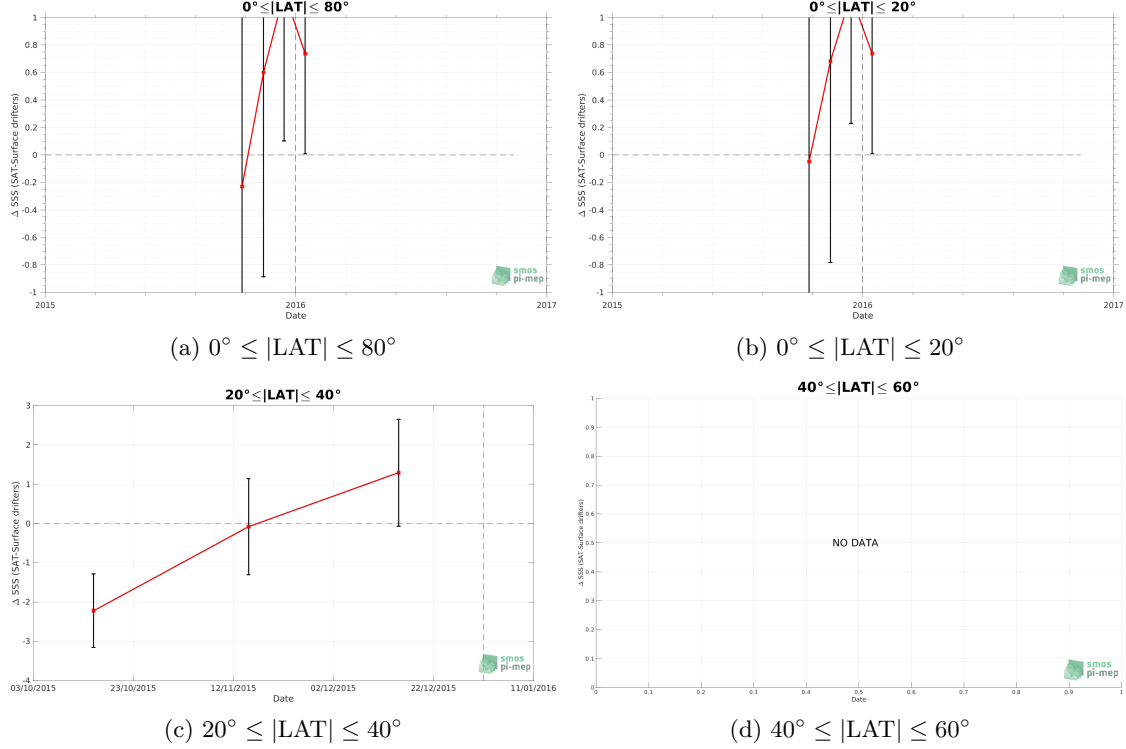 0°≤|LAT|≤ 80°
1
0.8
0.6
0.4
0.2
0
-0.2
-0.4
-0.6
-0.8
-1
Δ SSS (SAT-Surface drifters)
2015
2016
2017
Date
smos
pi-mep
(a) 0° ≤ |LAT| ≤ 80°
0°≤|LAT|≤ 20°
1
0.8
0.6
0.4
0.2
0
-0.2
-0.4
-0.6
-0.8
-1
Δ SSS (SAT-Surface drifters)
2015
2016
2017
Date
smos
pi-mep
(b) 0° ≤ |LAT| ≤ 20°
20°≤|LAT|≤ 40°
3
2
1
0
-1
-2
-3
-4
Δ SSS (SAT-Surface drifters)
03/10/2015
23/10/2015
12/11/2015
02/12/2015
22/12/2015
11/01/2016
Date
smos
pi-mep
(c) 20° ≤ |LAT| ≤ 40°
40°≤|LAT|≤ 60°
1
0.9
0.8
0.7
0.6
0.5
0.4
0.3
0.2
0.1
0
Δ SSS (SAT-Surface drifters)
NO DATA
0
0.1
0.2
0.3
0.4
0.5
0.6
0.7
0.8
0.9
1
Date
smos
pi-mep
(d) 40° ≤ |LAT| ≤ 60°